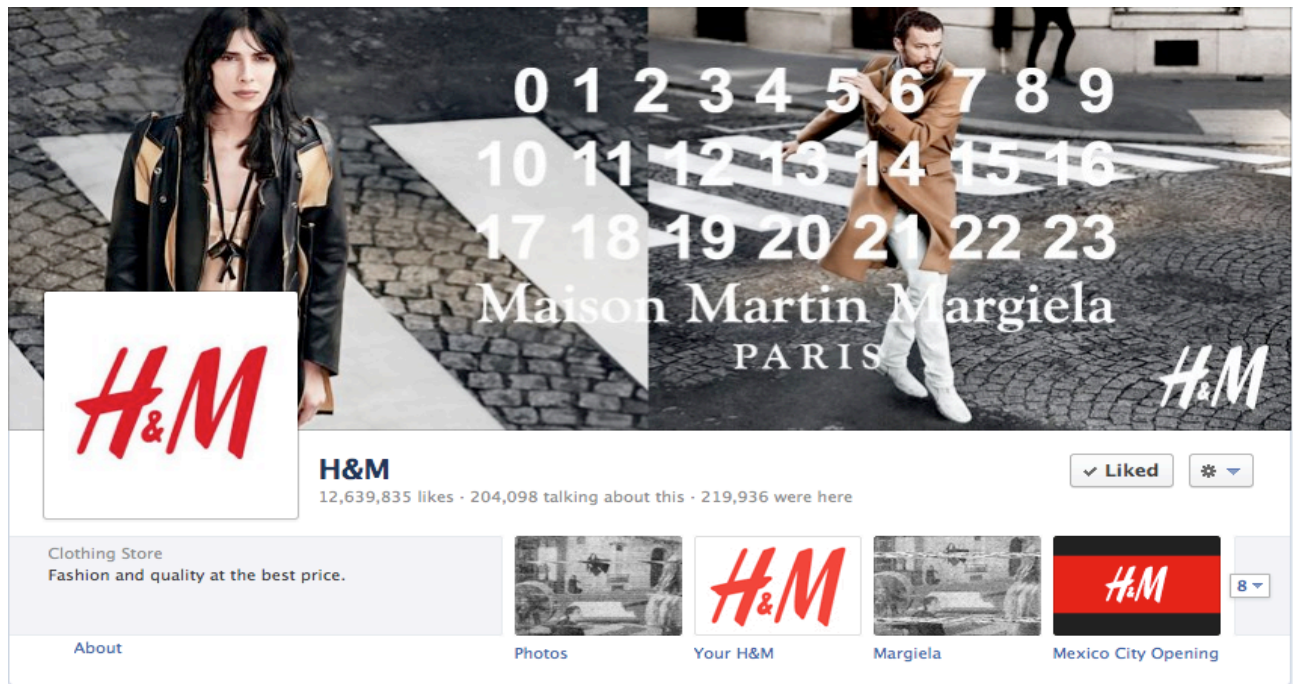 0 1 2 3 4 5 6 7 8 9
10 11 12 13 14 15 16
17 18 19 20 21 22 23
Maison Martin Margiela
PARIS
H&M
H&M
H&M
Liked
12,639,835 likes · 204,098 talking about this · 219,936 were here
Clothing Store
Fashion and quality at the best price.
About
H&M
H&M
8
Photos
Your H&M
Margiela
Mexico City Opening